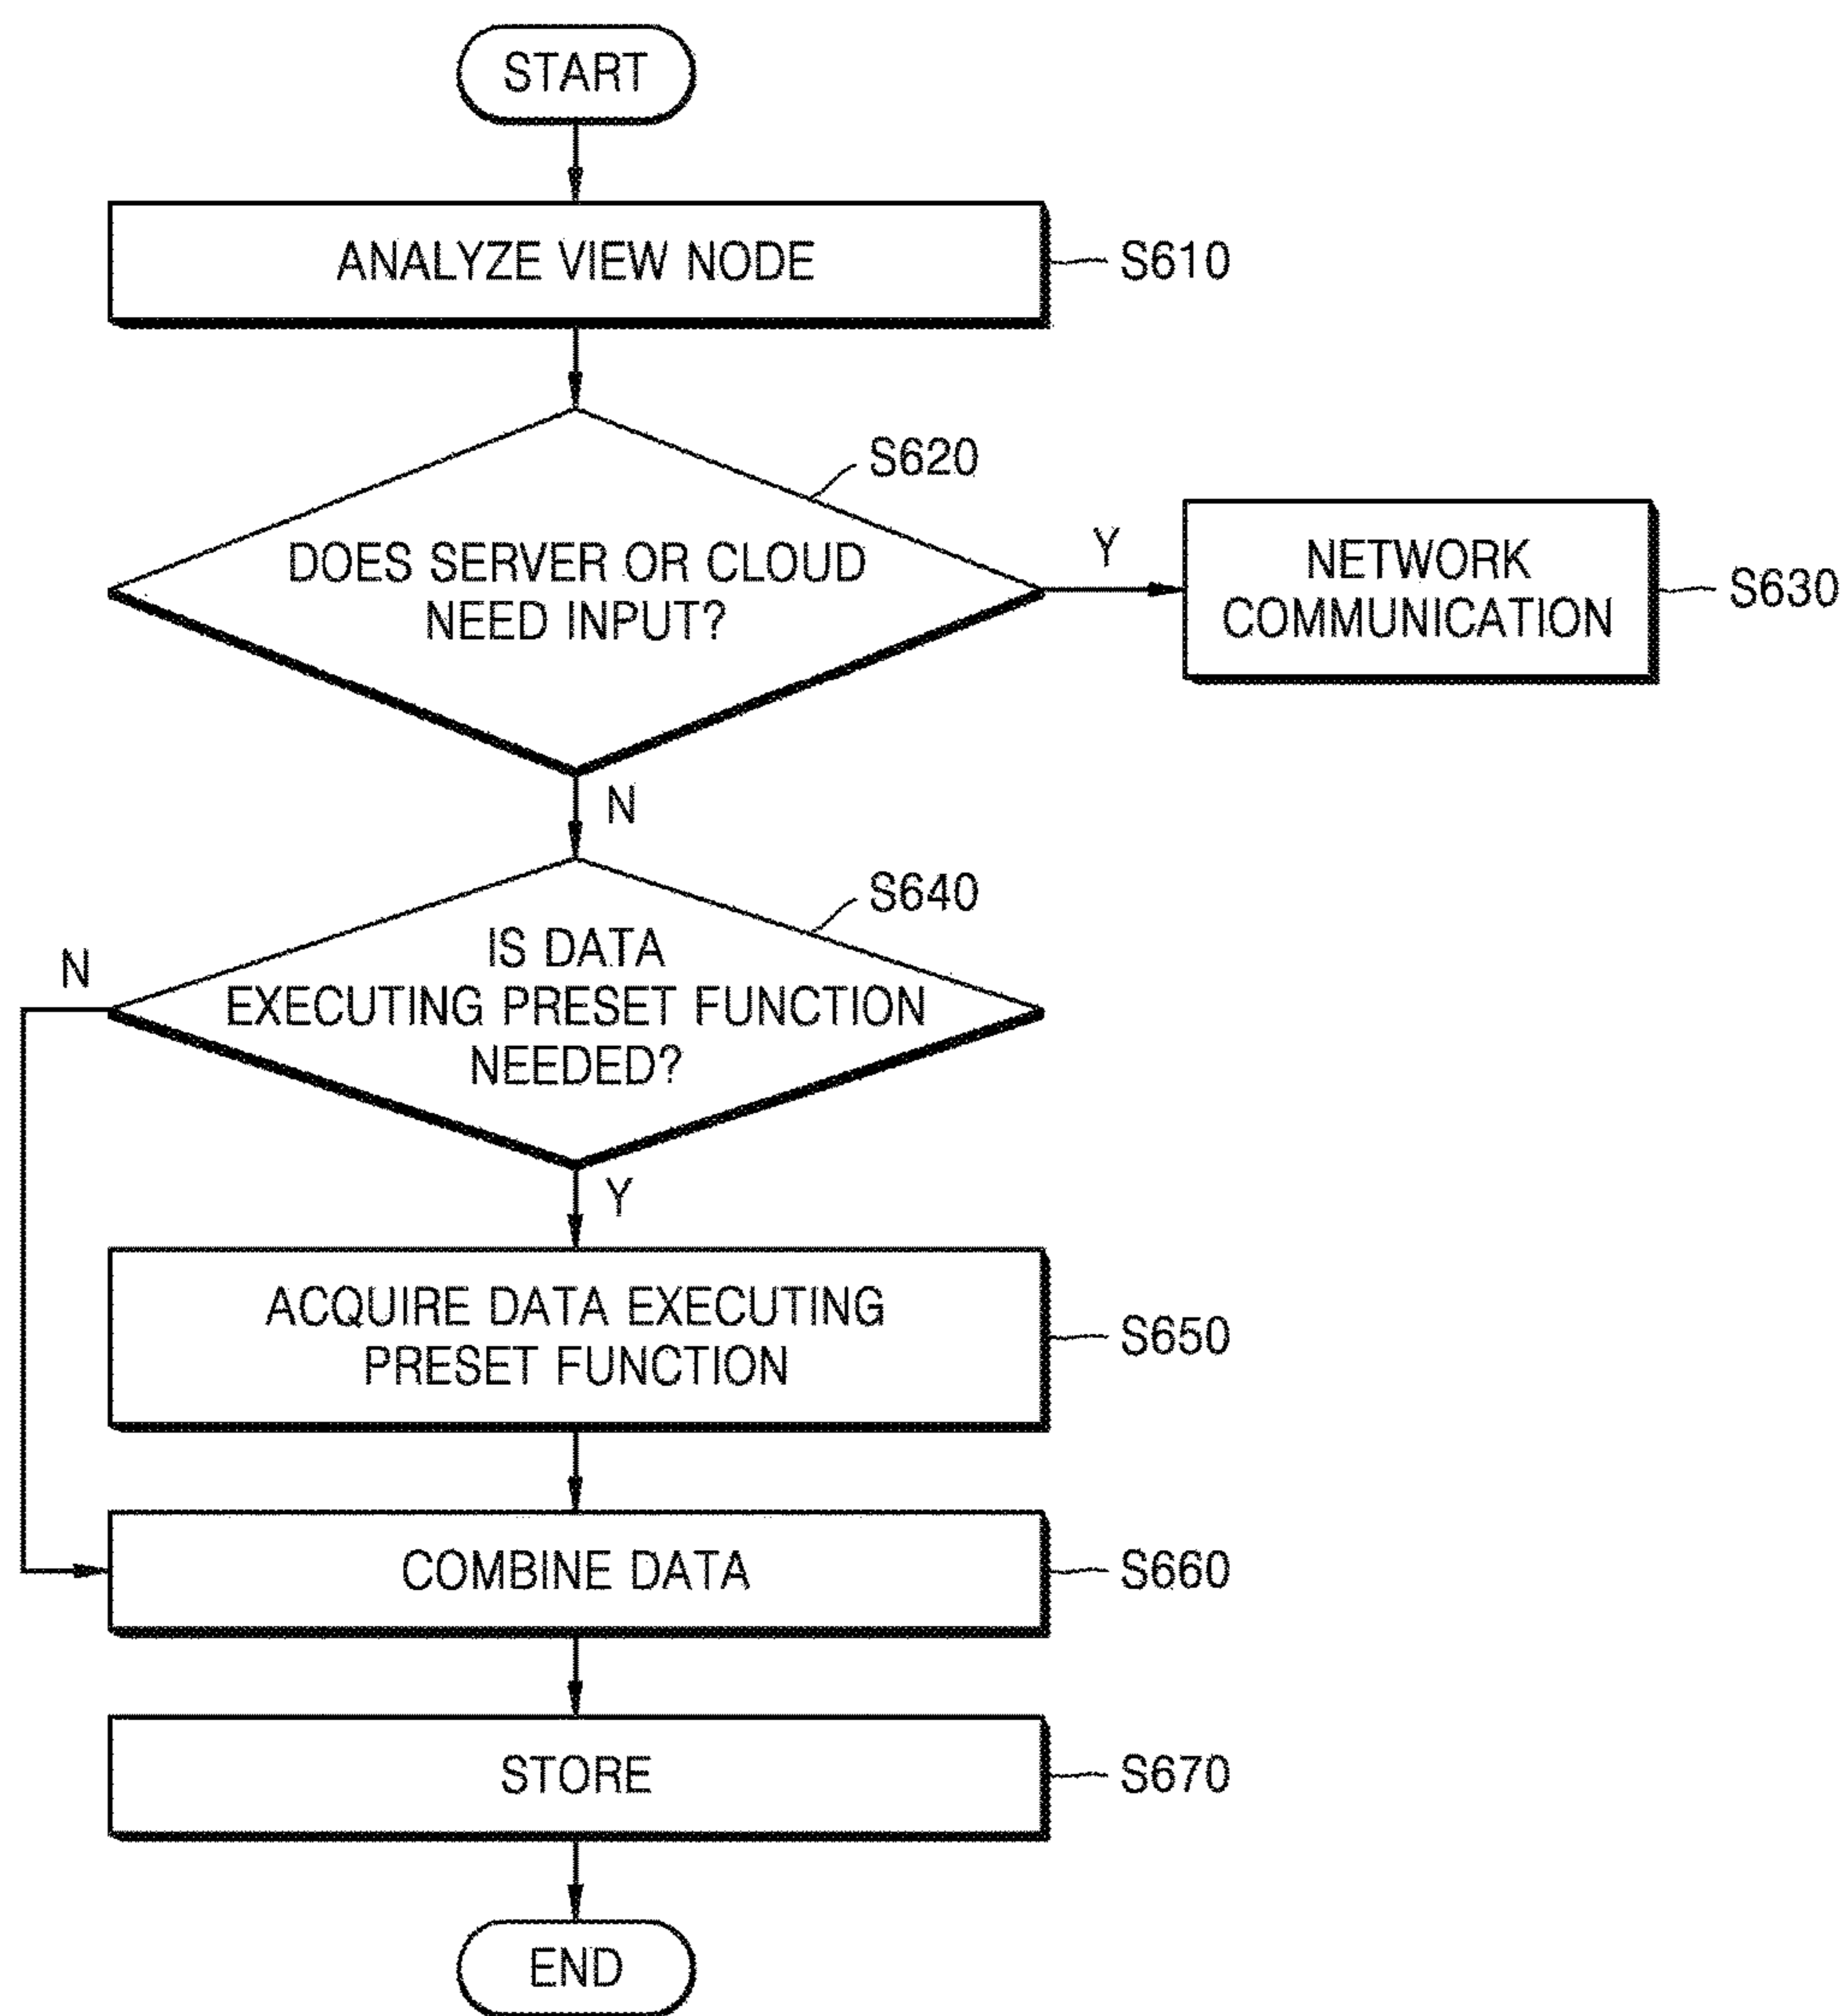 START
ANALYZE VIEW NODE
S610
S620
DOES SERVER OR CLOUD
NEED INPUT?
Y
NETWORK
COMMUNICATION
S630
N
S640
IS DATA
EXECUTING PRESET FUNCTION
NEEDED?
N
Y
ACQUIRE DATA EXECUTING
PRESET FUNCTION
S650
COMBINE DATA
S660
STORE
S670
END